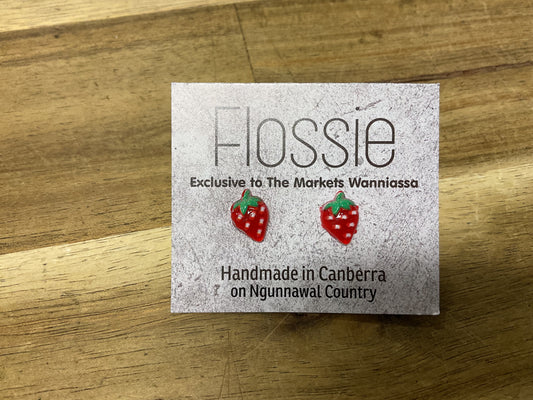 Flossie
Exclusive to The Markets Wanniassa
Handmade in Canberra
on Ngunnawal Country